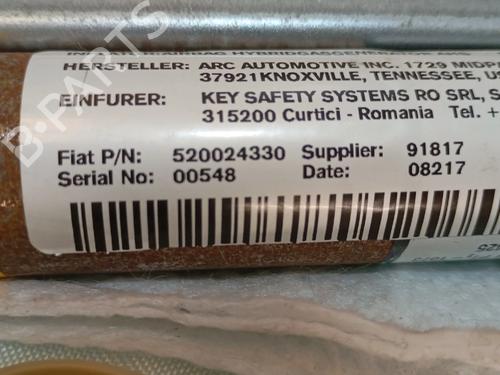 HERSTELLER: ARC AUTOMOTIVE INC. 1729 MIDPA
37921KNOXVILLE, TENNESSEE, U
EINFURER: KEY SAFETY SYSTEMS RO SRL, S
315200 Curtici - Romania Tel. +
Fiat P/N: 520024330 Supplier: 91817
Serial No: 00548 Date: 08217
B-PARTS